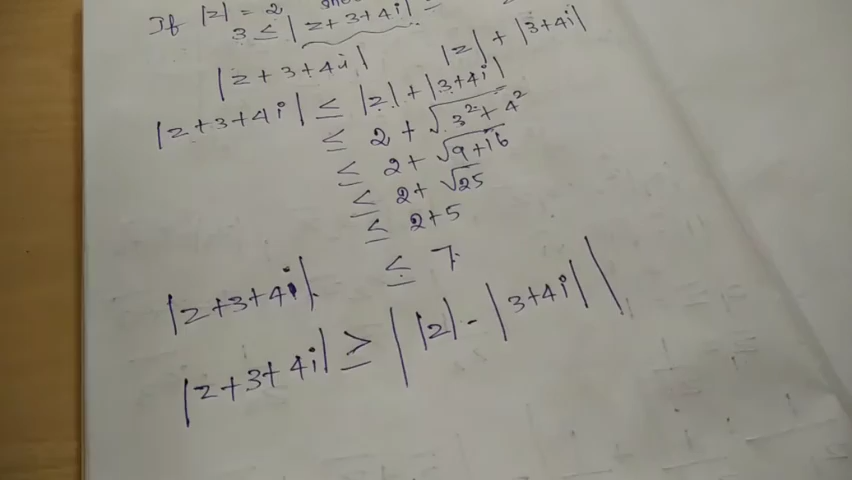 If |z| = 2
3 ≤ |z+3+4i| ≤
|z+3+4i| |z|+|3+4i|
|z+3+4i| ≤ |z|+|3+4i|
≤ 2+√3²+4²
≤ 2+√9+16
≤ 2+√25
≤ 2+5
|z+3+4i| ≤ 7
|z+3+4i| ≥ ||z|-|3+4i||